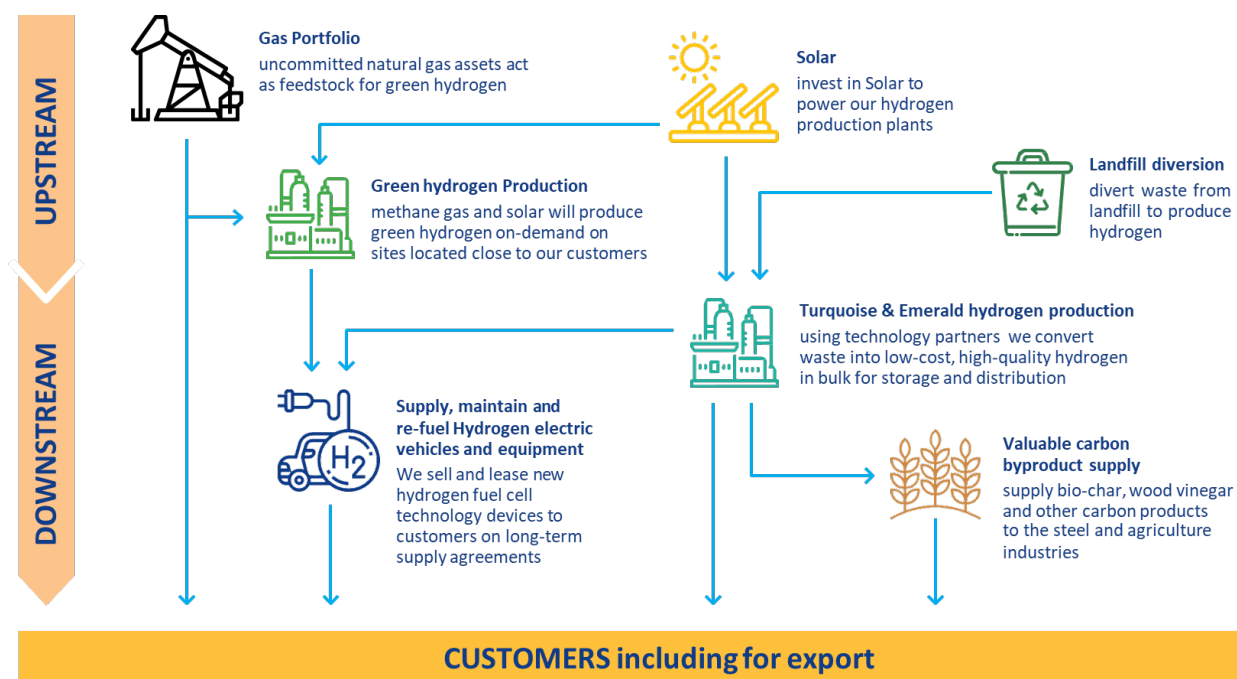 UPSTREAM
Gas Portfolio
uncommitted natural gas assets act
as feedstock for green hydrogen
Solar
invest in Solar to
power our hydrogen
production plants
Landfill diversion
divert waste from
landfill to produce
hydrogen
Green hydrogen Production
methane gas and solar will produce
green hydrogen on-demand on
sites located close to our customers
DOWNSTREAM
Turquoise & Emerald hydrogen production
using technology partners we convert
waste into low-cost, high-quality hydrogen
in bulk for storage and distribution
H2
Supply, maintain and
re-fuel Hydrogen electric
vehicles and equipment
We sell and lease new
hydrogen fuel cell
technology devices to
customers on long-term
supply agreements
Valuable carbon
byproduct supply
supply bio-char, wood vinegar
and other carbon products
to the steel and agriculture
industries
CUSTOMERS including for export